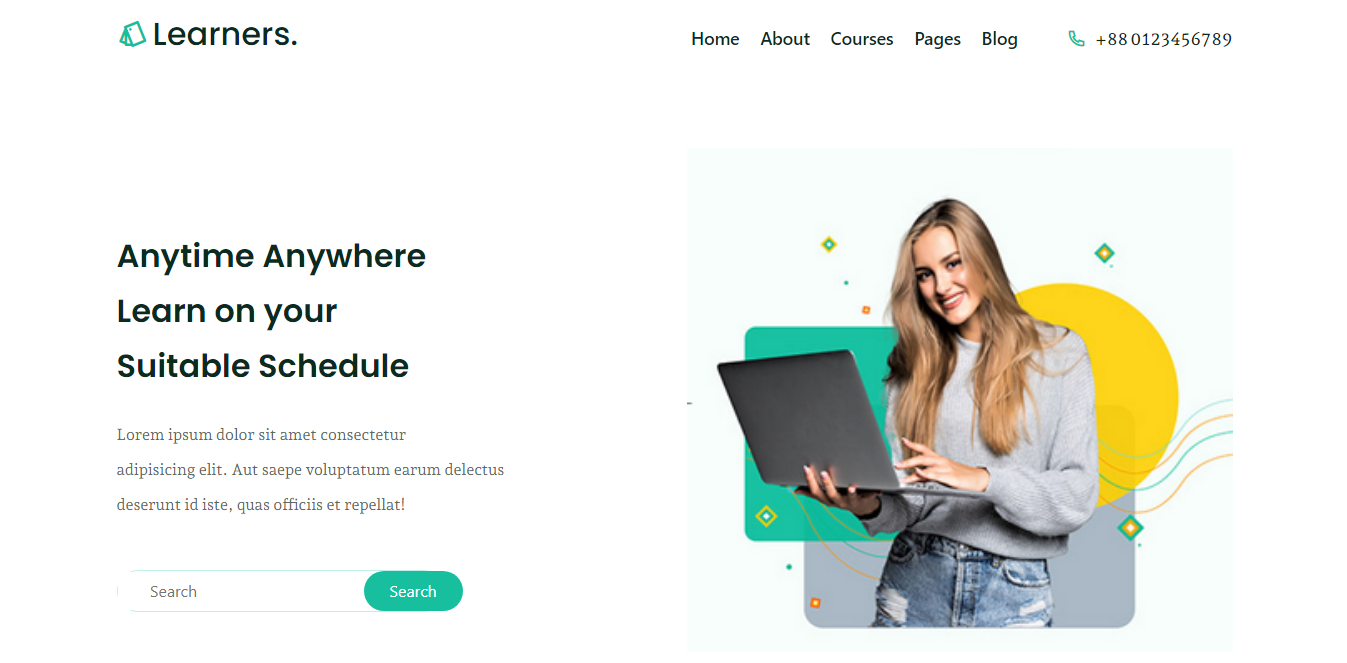 Learners.
Home About Courses Pages Blog +88 0123456789
Anytime Anywhere
Learn on your
Suitable Schedule
Lorem ipsum dolor sit amet consectetur
adipisicing elit. Aut saepe voluptatum earum delectus
deserunt id iste, quas officiis et repellat!
Search Search